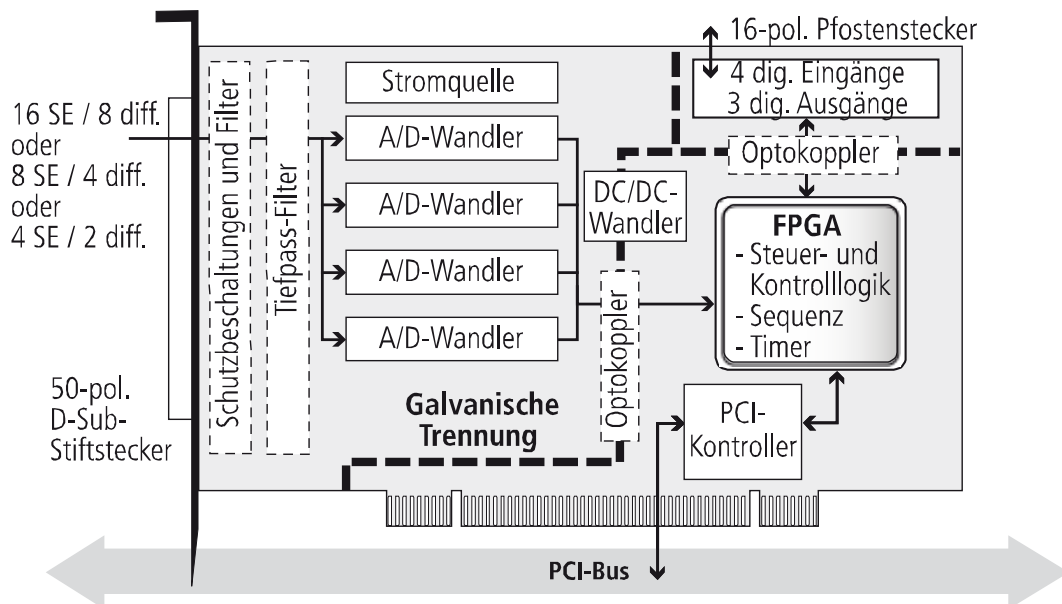 16-pol. Pfostenstecker
4 dig. Eingänge
3 dig. Ausgänge
Optokoppler
16 SE / 8 diff.
oder
8 SE / 4 diff.
oder
4 SE / 2 diff.
50-pol.
D-Sub-
Stiftstecker
Schutzbeschaltungen und Filter
Tiefpass-Filter
Stromquelle
A/D-Wandler
A/D-Wandler
A/D-Wandler
A/D-Wandler
DC/DC-
Wandler
Optokoppler
FPGA
- Steuer- und
Kontrolllogik
- Sequenz
- Timer
Galvanische
Trennung
PCI-
Kontroller
PCI-Bus